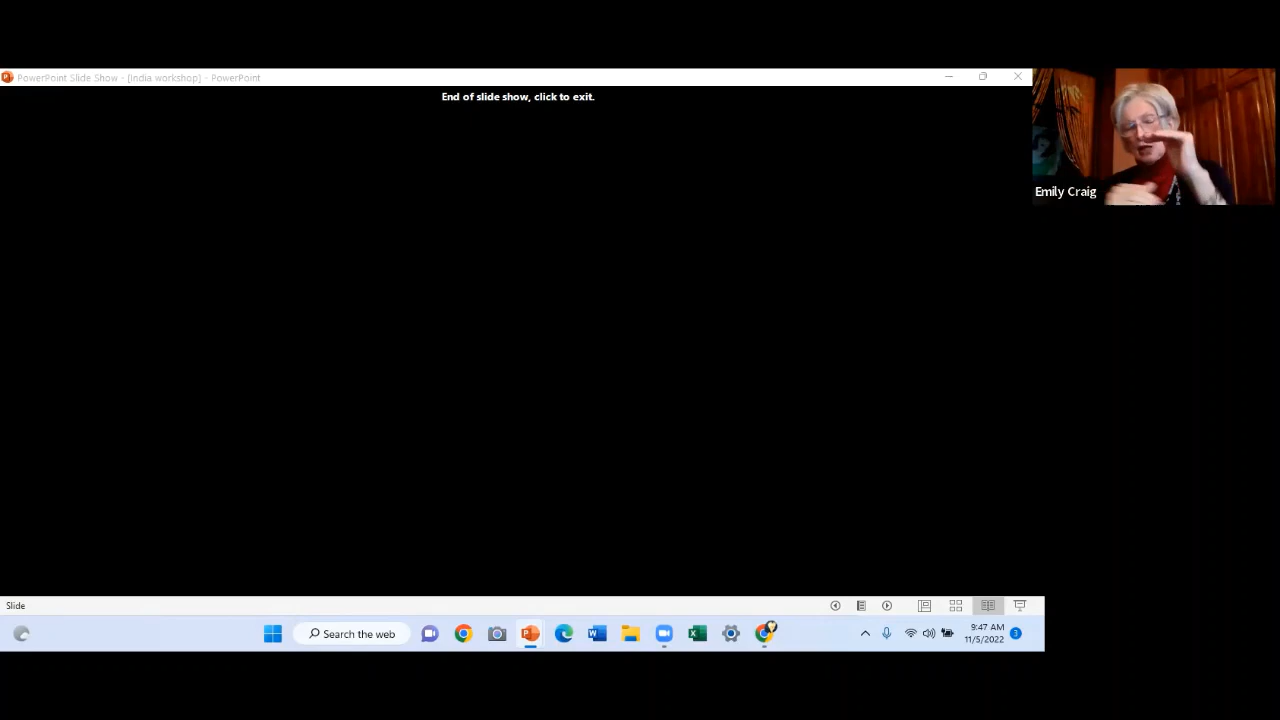 PowerPoint Slide Show - [India workshop] - PowerPoint
End of slide show, click to exit.
Emily Craig
Slide
Search the web
9:47 AM
11/5/2022
3